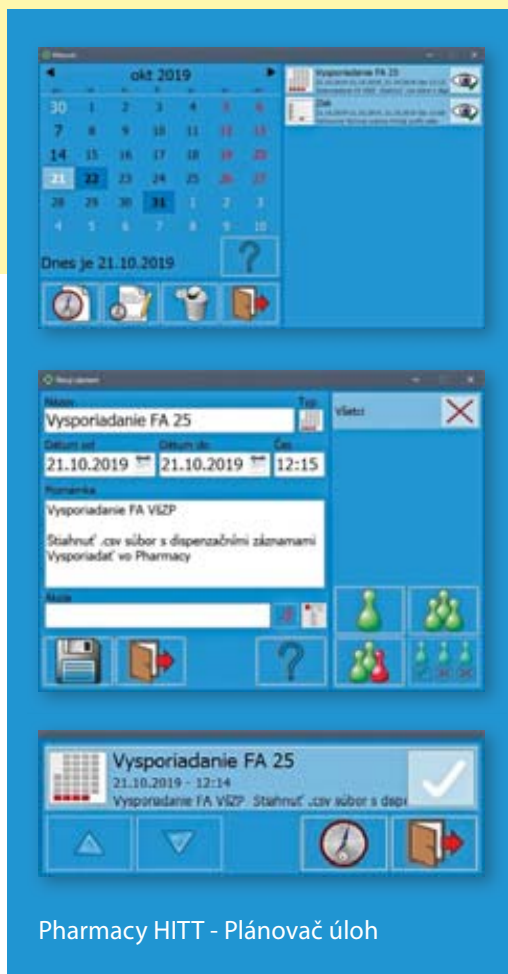 Plánovač
okt 2019
30 1 2 3 4 5 6
7 8 9 10 11 12 13
14 15 16 17 18 19 20
21 22 23 24 25 26 27
28 29 30 31 1 2 3
4 5 6 7 8 9 10
Dnes je 21.10.2019
Vysporiadanie FA 25
Nový záznam
Názov Typ
Vysporiadanie FA 25
Dátum od Dátum do Čas
21.10.2019 21.10.2019 12:15
Poznámka
Vysporiadanie FA VšZP
Stiahnuť .csv súbor s dispenzačními záznamami
Vysporiadať vo Pharmacy
Všetci
Vysporiadanie FA 25
21.10.2019 - 12:14
Vysporiadanie FA VšZP Stiahnuť .csv súbor s dispe
Pharmacy HITT - Plánovač úloh